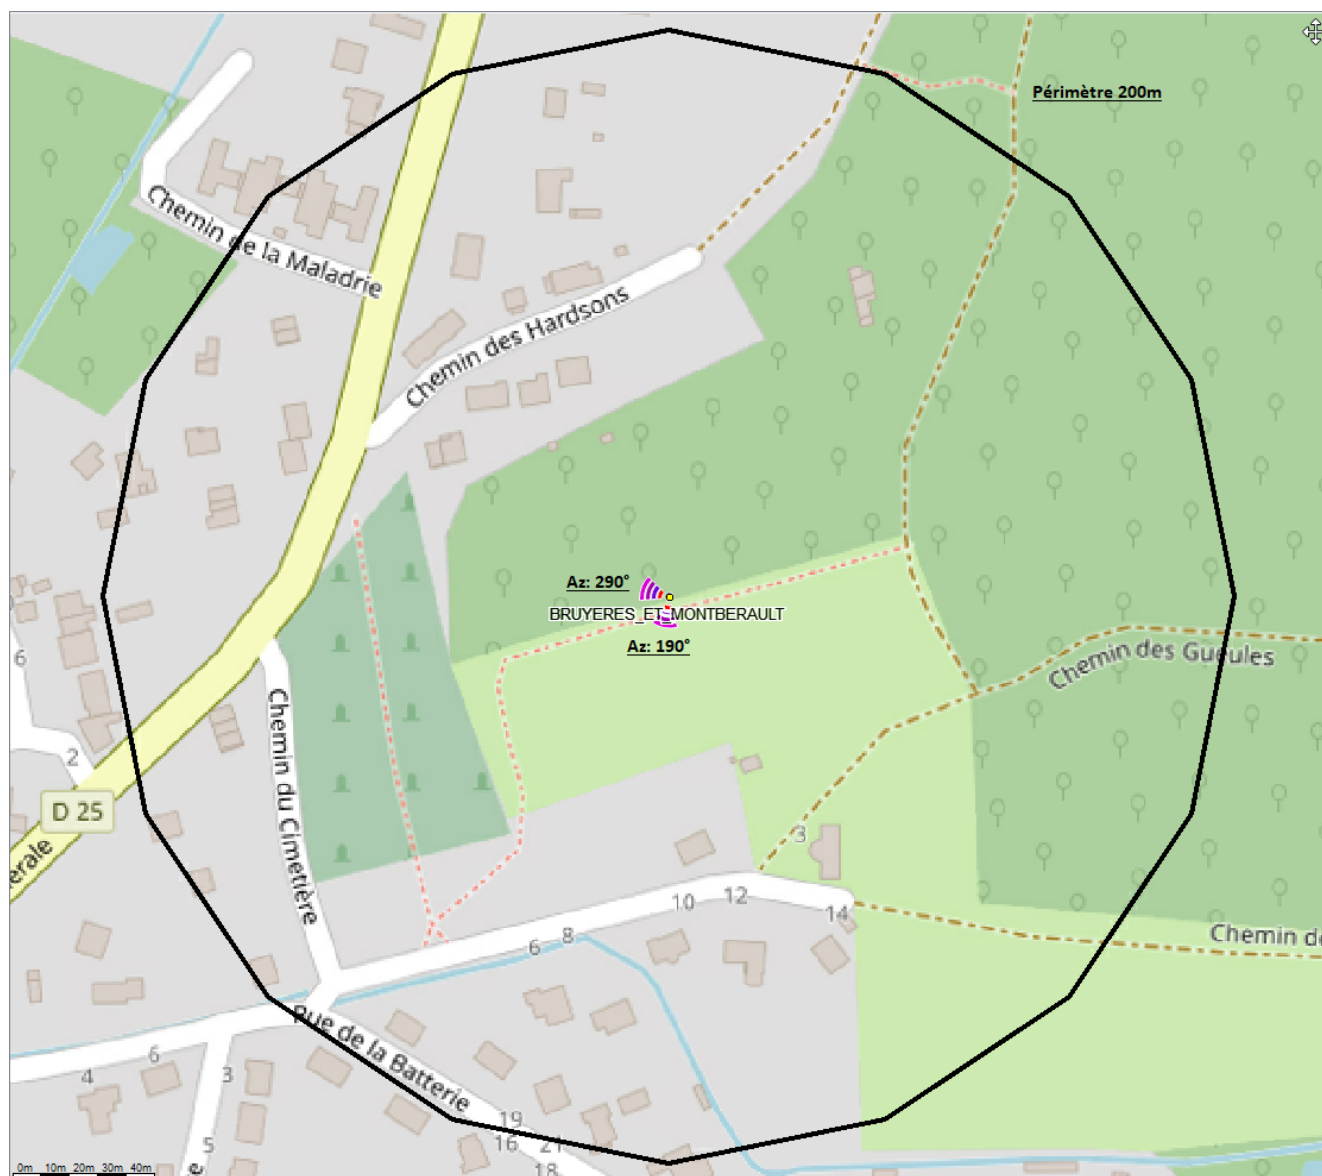 Périmètre 200m
Chemin de la Maladrie
Chemin des Hardsons
Az: 290°
BRUYERES_ET_MONTBERAULT
Az: 190°
Chemin des Gueules
6
2
D 25
erale
Chemin du Cimetière
3
10
12
14
6
8
Chemin de
Rue de la Batterie
6
4
3
5
19
16
21
18
e
0m 10m 20m 30m 40m